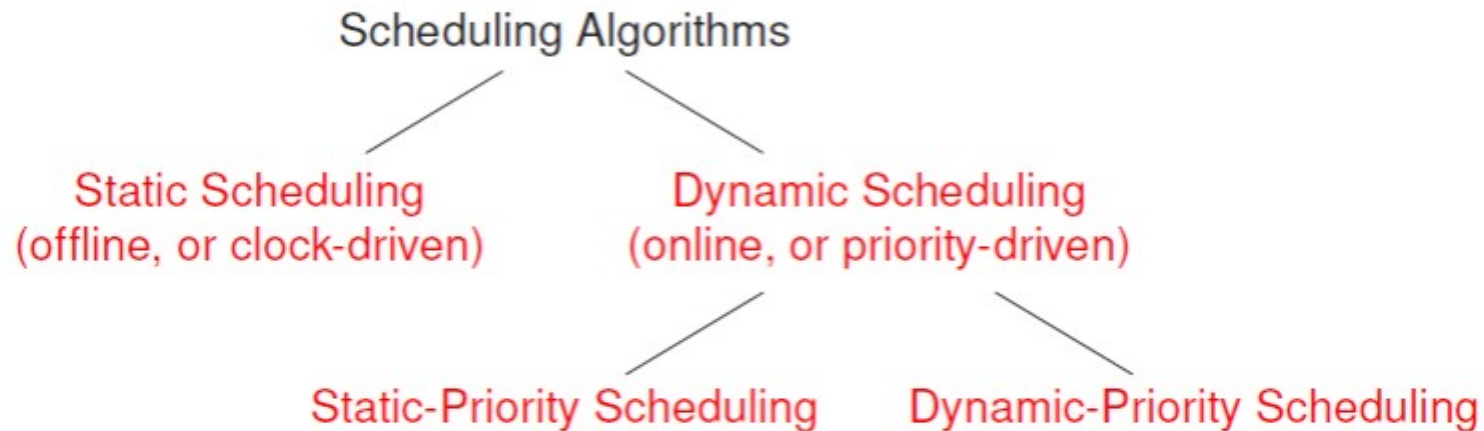 Scheduling Algorithms
Static Scheduling
(offline, or clock-driven)
Dynamic Scheduling
(online, or priority-driven)
Static-Priority Scheduling
Dynamic-Priority Scheduling